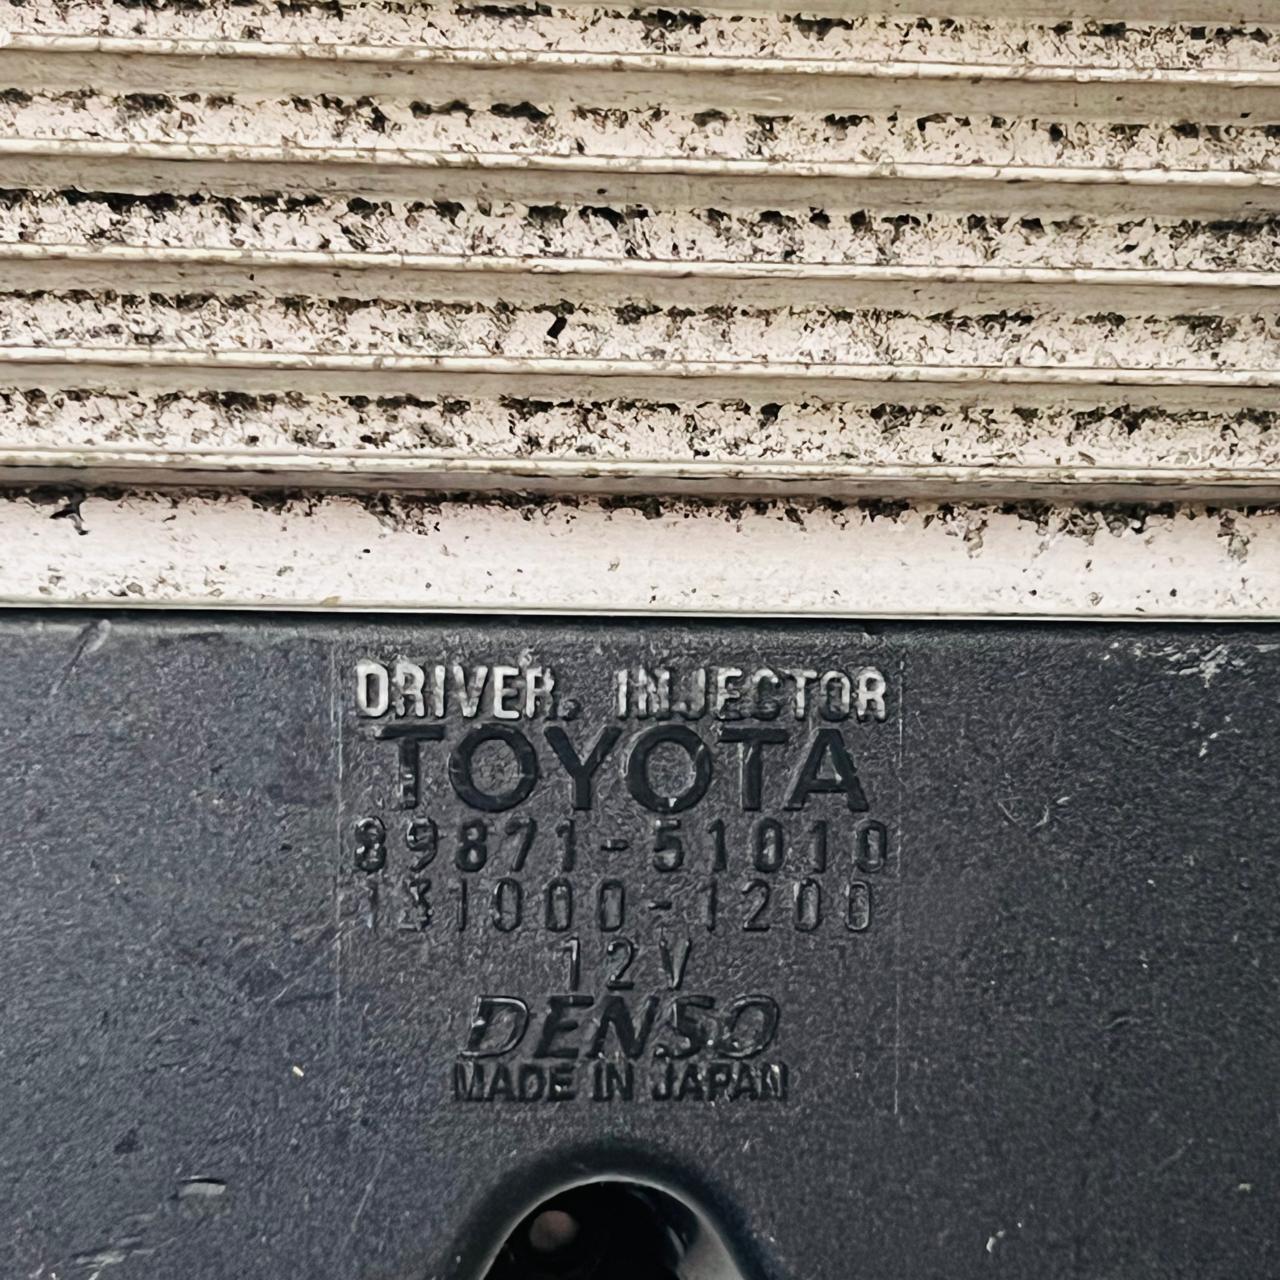 DRIVER, INJECTOR
TOYOTA
89871-51010
131000-1200
12V
DENSO
MADE IN JAPAN